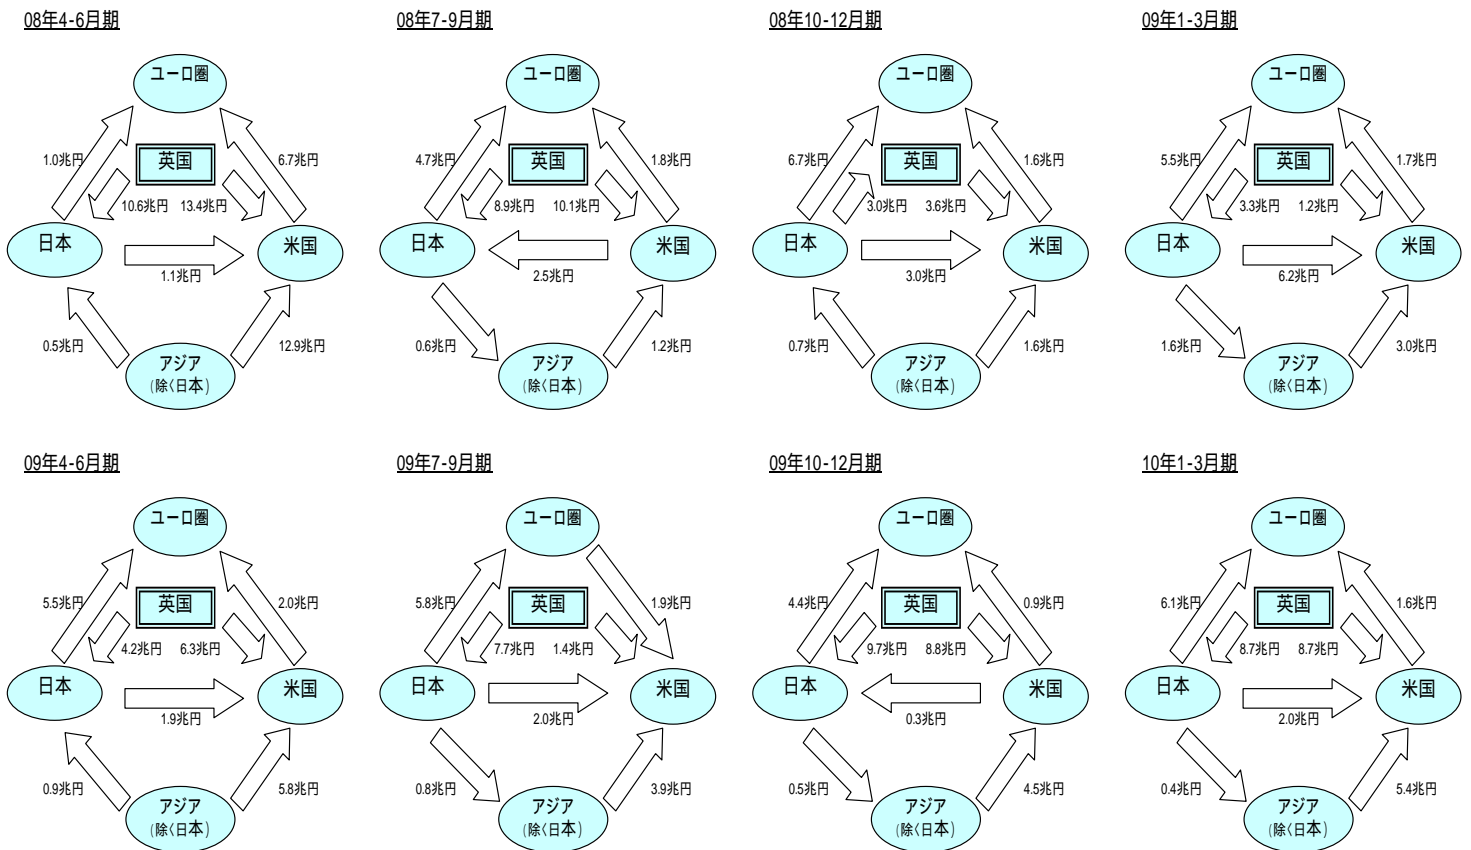 08年4-6月期
ユーロ圏
英国
1.0兆円
6.7兆円
10.6兆円
13.4兆円
日本
米国
1.1兆円
0.5兆円
12.9兆円
アジア
(除く日本)
08年7-9月期
ユーロ圏
英国
4.7兆円
1.8兆円
8.9兆円
10.1兆円
日本
米国
2.5兆円
0.6兆円
1.2兆円
アジア
(除く日本)
08年10-12月期
ユーロ圏
英国
6.7兆円
1.6兆円
3.0兆円
3.6兆円
日本
米国
3.0兆円
0.7兆円
1.6兆円
アジア
(除く日本)
09年1-3月期
ユーロ圏
英国
5.5兆円
1.7兆円
3.3兆円
1.2兆円
日本
米国
6.2兆円
1.6兆円
3.0兆円
アジア
(除く日本)
09年4-6月期
ユーロ圏
英国
5.5兆円
2.0兆円
4.2兆円
6.3兆円
日本
米国
1.9兆円
0.9兆円
5.8兆円
アジア
(除く日本)
09年7-9月期
ユーロ圏
英国
5.8兆円
1.9兆円
7.7兆円
1.4兆円
日本
米国
2.0兆円
0.8兆円
3.9兆円
アジア
(除く日本)
09年10-12月期
ユーロ圏
英国
4.4兆円
0.9兆円
9.7兆円
8.8兆円
日本
米国
0.3兆円
0.5兆円
4.5兆円
アジア
(除く日本)
10年1-3月期
ユーロ圏
英国
6.1兆円
1.6兆円
8.7兆円
8.7兆円
日本
米国
2.0兆円
0.4兆円
5.4兆円
アジア
(除く日本)